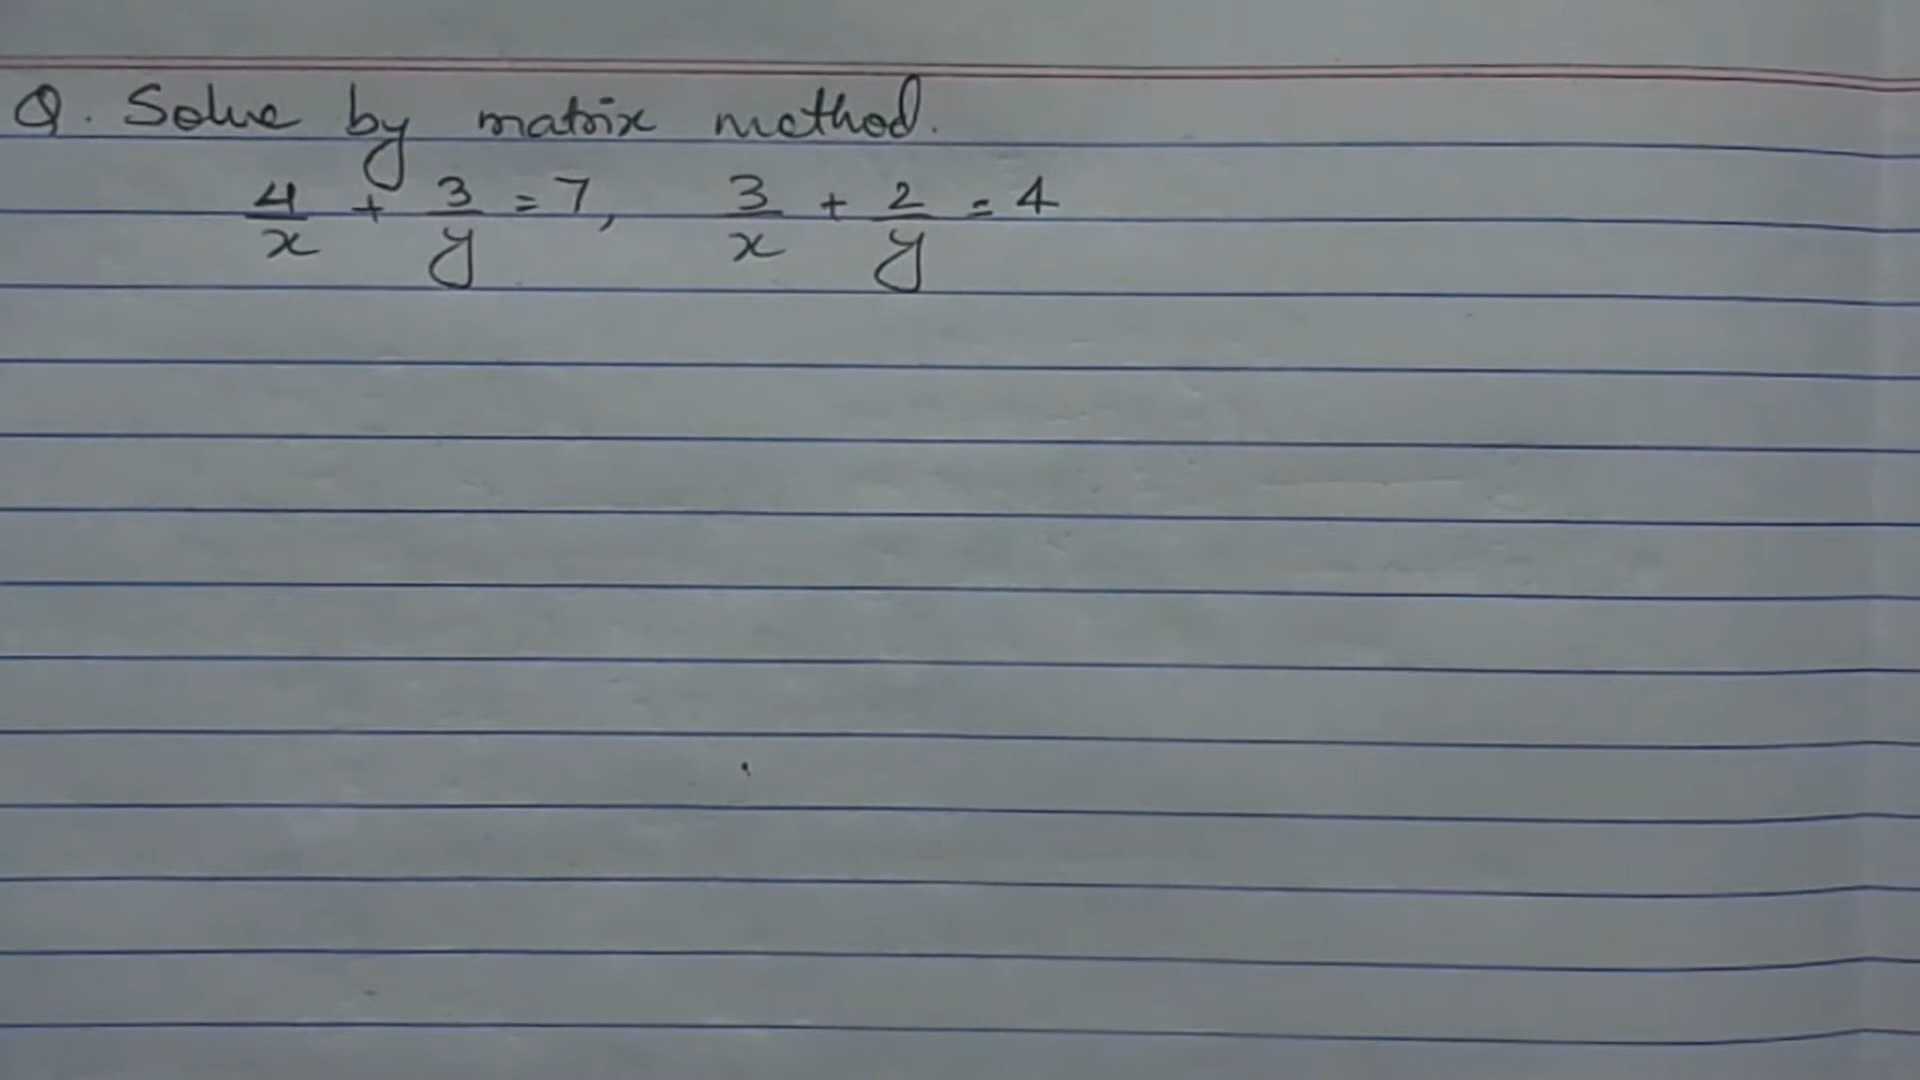 Q. Solve by matrix method.
4/x + 3/y = 7, 3/x + 2/y = 4